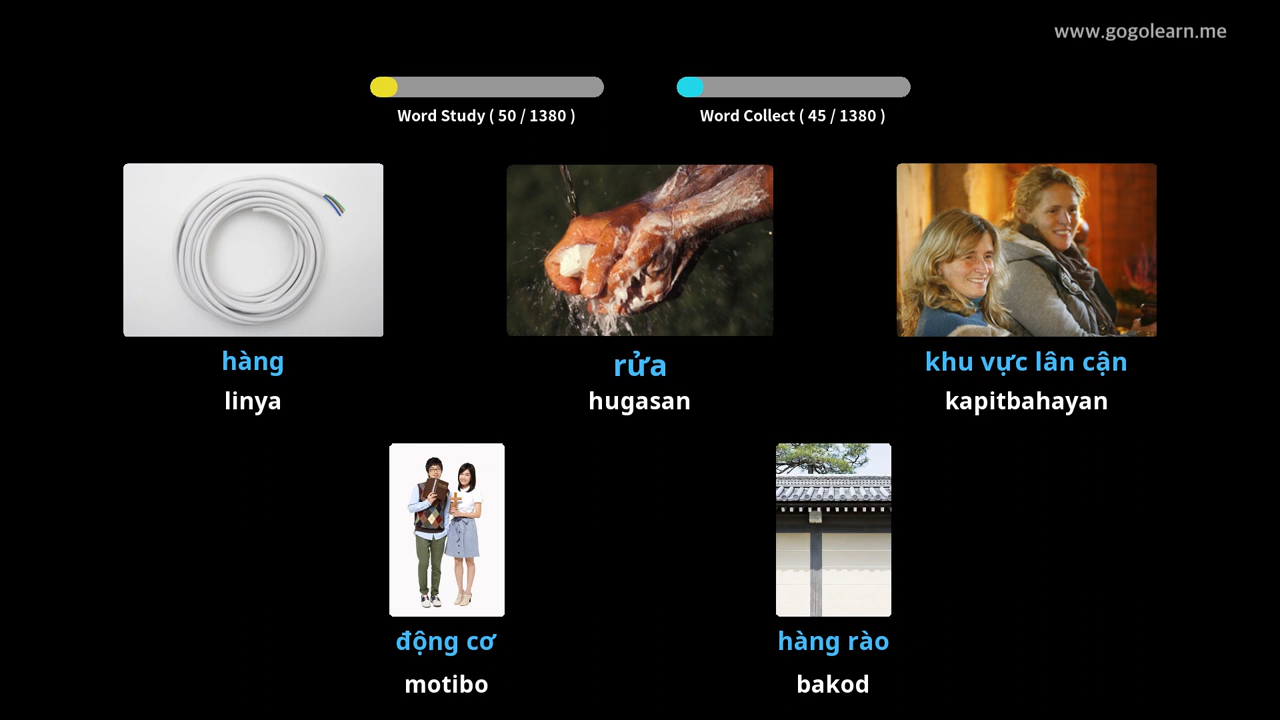 www.gogolearn.me
Word Study ( 50 / 1380 )
Word Collect ( 45 / 1380 )
hàng
linya
rửa
hugasan
khu vực lân cận
kapitbahayan
động cơ
motibo
hàng rào
bakod